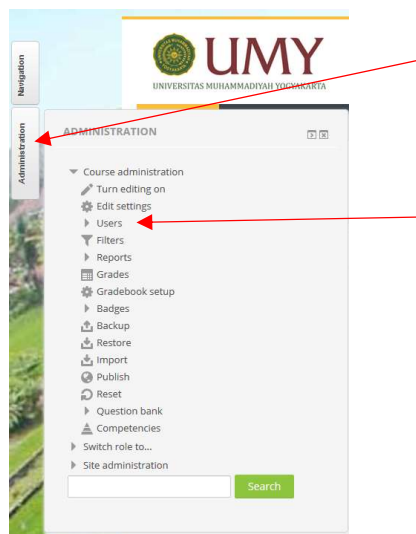 Navigation
UMY
UNIVERSITAS MUHAMMADIYAH YOGYAKARTA
Administration
ADMINISTRATION
Course administration
Turn editing on
Edit settings
Users
Filters
Reports
Grades
Gradebook setup
Badges
Backup
Restore
Import
Publish
Reset
Question bank
Competencies
Switch role to...
Site administration
Search